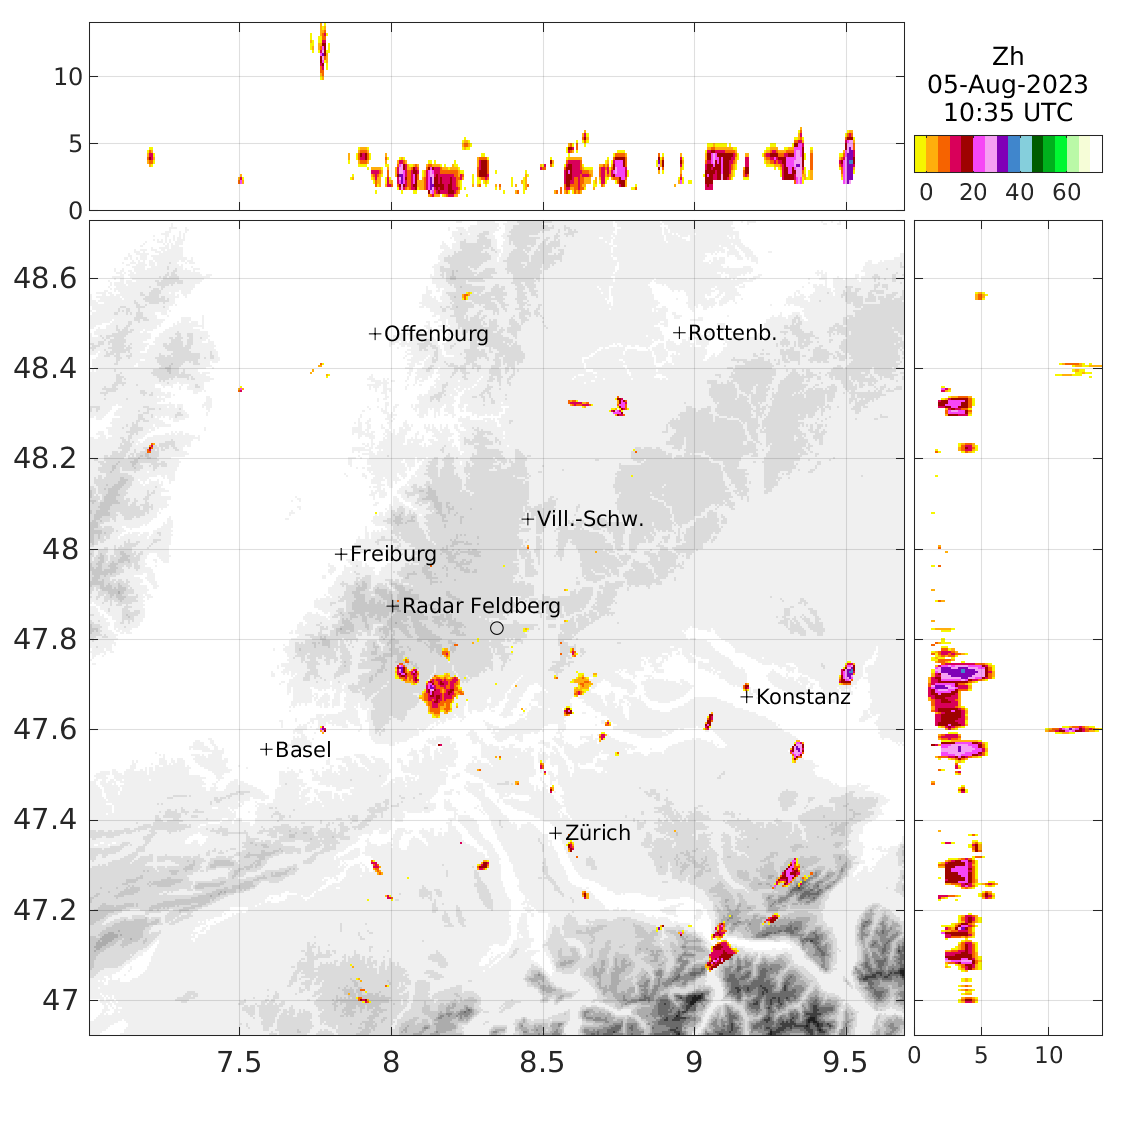 Zh
05-Aug-2023
10:35 UTC
0 20 40 60
10
5
0
48.6
48.4
48.2
48
47.8
47.6
47.4
47.2
47
Offenburg
Rottenb.
Vill.-Schw.
Freiburg
Radar Feldberg
Konstanz
Basel
Zürich
7.5 8 8.5 9 9.5
0 5 10